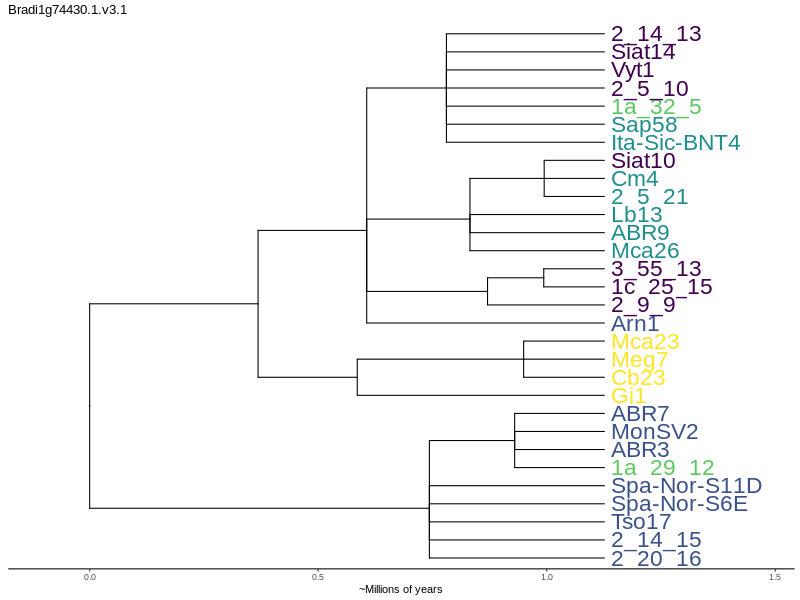 Bradi1g74430.1.v3.1
2_14_13
Siat14
Vyt1
2_5_10
1a_32_5
Sap58
Ita-Sic-BNT4
Siat10
Cm4
2_5_21
Lb13
ABR9
Mca26
3_55_13
1c_25_15
2_9_9
Arn1
Mca23
Meg7
Cb23
Gi1
ABR7
MonSV2
ABR3
1a_29_12
Spa-Nor-S11D
Spa-Nor-S6E
Tso17
2_14_15
2_20_16
0.0 0.5 1.0 1.5
~Millions of years